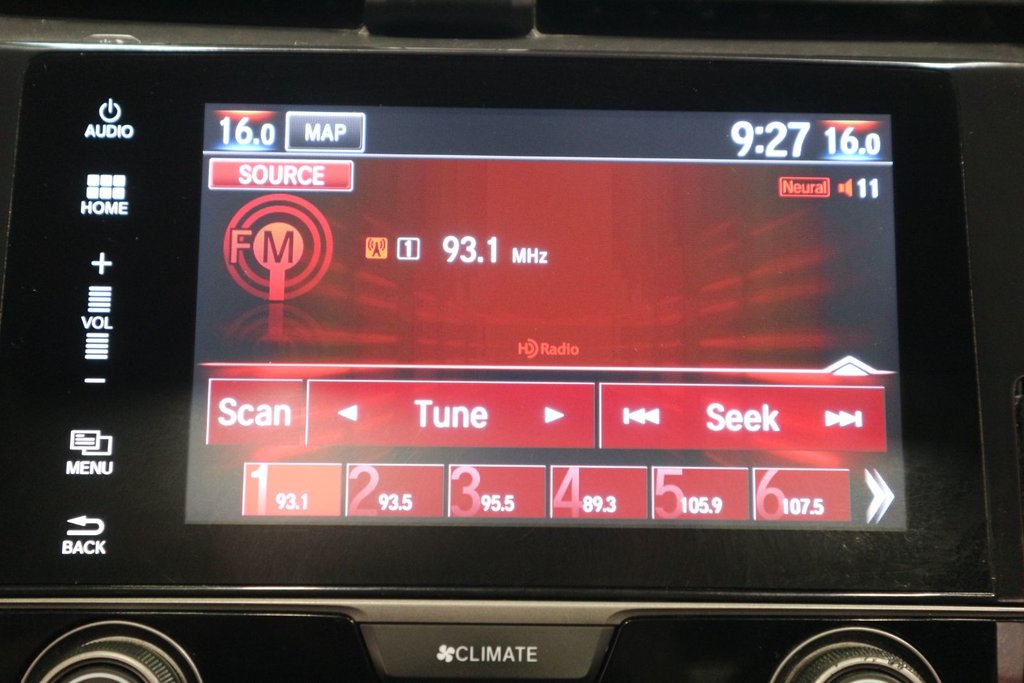 AUDIO
HOME
+
VOL
−
MENU
BACK
16.0 MAP 9:27 16.0
SOURCE
Neural 11
FM 1 93.1 MHz
HD Radio
Scan Tune Seek
1 93.1 2 93.5 3 95.5 4 89.3 5 105.9 6 107.5
CLIMATE